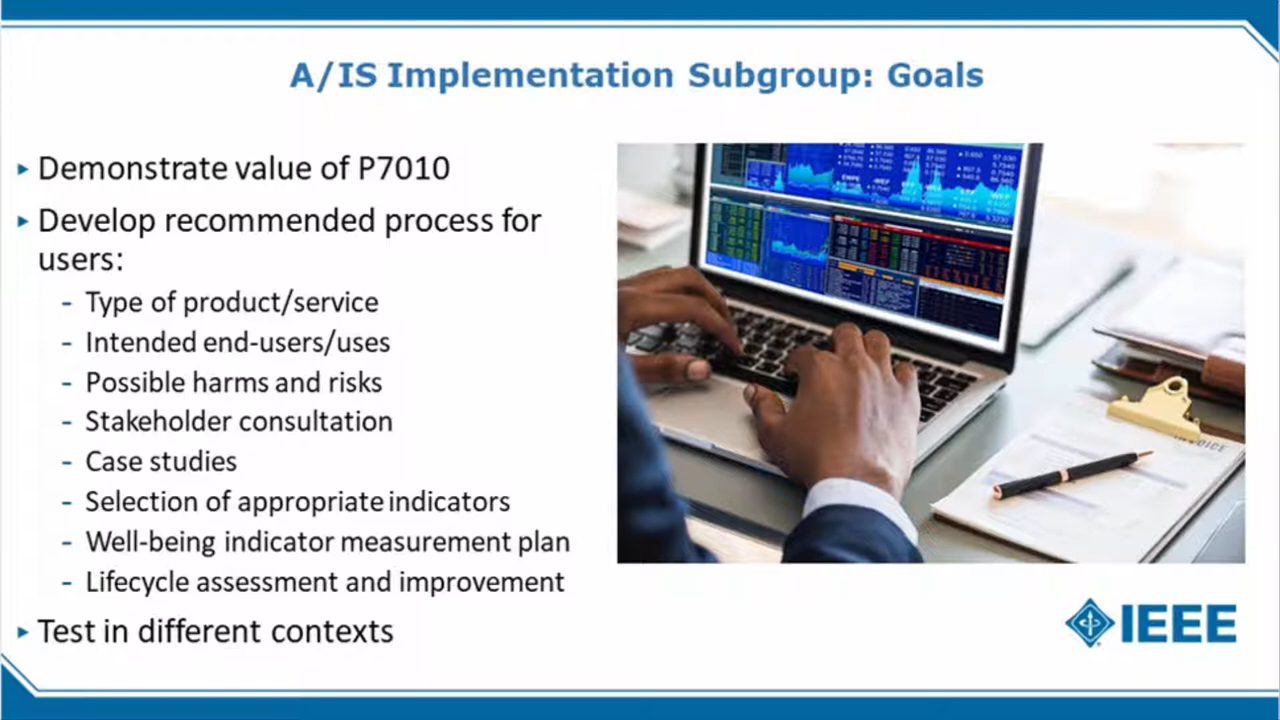 A/IS Implementation Subgroup: Goals
Demonstrate value of P7010
Develop recommended process for
users:
- Type of product/service
- Intended end-users/uses
- Possible harms and risks
- Stakeholder consultation
- Case studies
- Selection of appropriate indicators
- Well-being indicator measurement plan
- Lifecycle assessment and improvement
Test in different contexts
INVOICE
IEEE